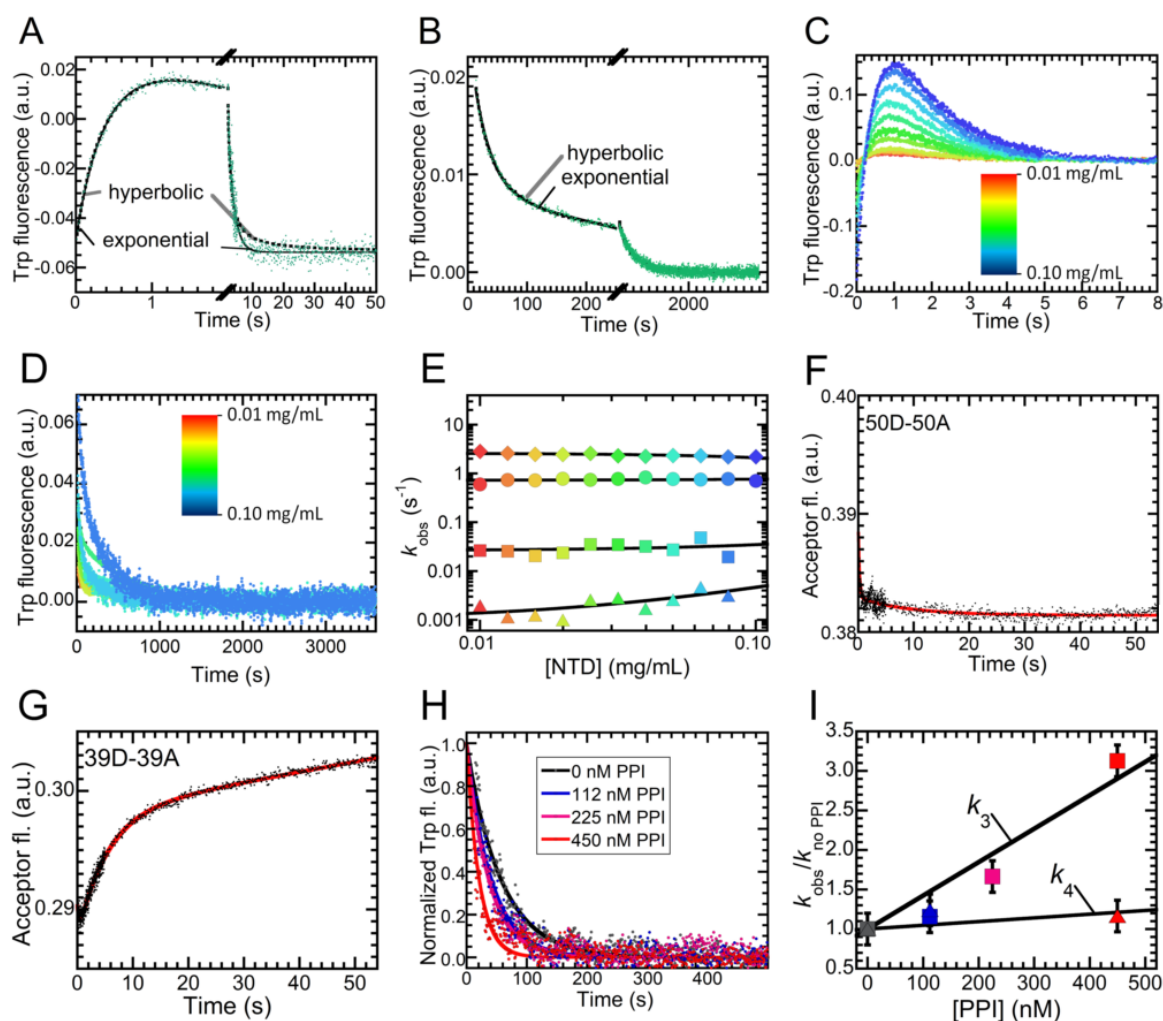 A
Trp fluorescence (a.u.)
0.02
0.00
-0.02
-0.04
-0.06
hyperbolic
exponential
0
1
10 20 30 40 50
Time (s)
B
Trp fluorescence (a.u.)
0.02
0.01
0.00
hyperbolic
exponential
0 100 200
2000
Time (s)
C
Trp fluorescence (a.u.)
0.1
0.0
-0.1
-0.2
0.01 mg/mL
0.10 mg/mL
0 1 2 3 4 5 6 7 8
Time (s)
D
Trp fluorescence (a.u.)
0.06
0.04
0.02
0.00
0.01 mg/mL
0.10 mg/mL
0 1000 2000 3000
Time (s)
E
kobs (s-1)
10
1
0.1
0.01
0.001
0.01 0.10
[NTD] (mg/mL)
F
50D-50A
Acceptor fl. (a.u.)
0.40
0.39
0.38
0 10 20 30 40 50
Time (s)
G
39D-39A
Acceptor fl. (a.u.)
0.30
0.29
0 10 20 30 40 50
Time (s)
H
Normalized Trp fl. (a.u.)
1.0
0.8
0.6
0.4
0.2
0.0
0 nM PPI
112 nM PPI
225 nM PPI
450 nM PPI
0 100 200 300 400
Time (s)
I
kobs/kno PPI
3.5
3.0
2.5
2.0
1.5
1.0
0.5
k3
k4
0 100 200 300 400 500
[PPI] (nM)